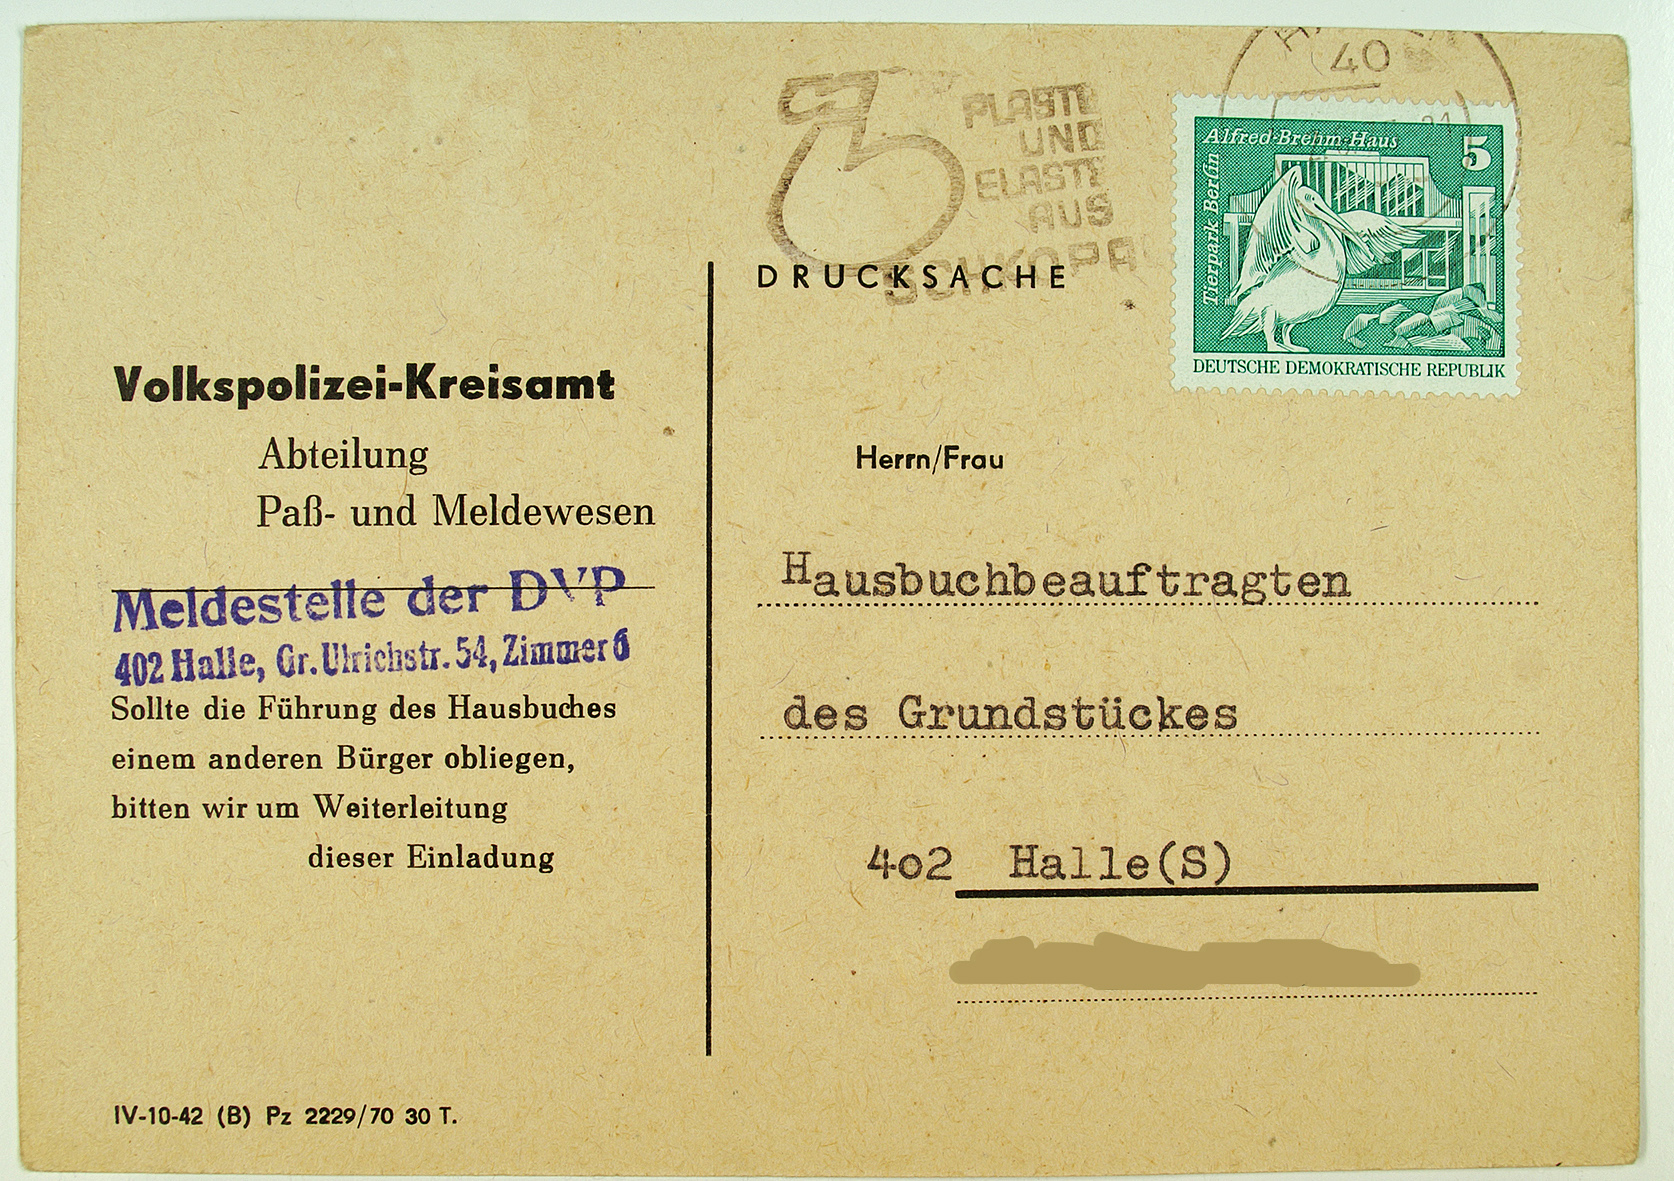 Volkspolizei-Kreisamt
Abteilung
Paß- und Meldewesen
Meldestelle der DVP
402 Halle, Gr. Ulrichstr. 54, Zimmer 6
Sollte die Führung des Hausbuches
einem anderen Bürger obliegen,
bitten wir um Weiterleitung
dieser Einladung
IV-10-42 (B) Pz 2229/70 30 T.
PLASTE
UND
ELASTE
AUS
SCHKOPAU
40
Alfred-Brehm-Haus
5
Tierpark Berlin
DEUTSCHE DEMOKRATISCHE REPUBLIK
DRUCKSACHE
Herrn/Frau
Hausbuchbeauftragten
des Grundstückes
402 Halle(S)